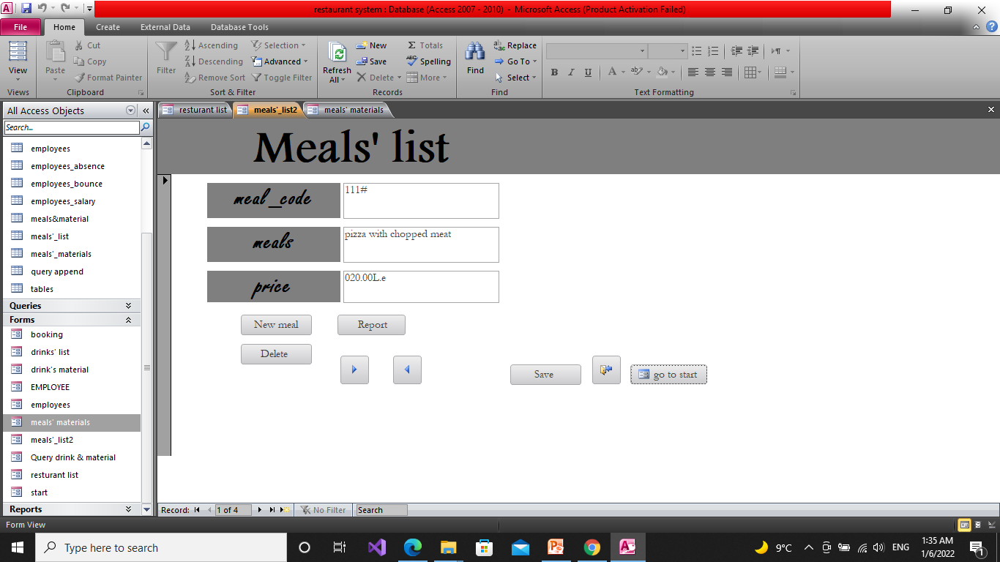 restaurant system : Database (Access 2007 - 2010) - Microsoft Access (Product Activation Failed)
File Home Create External Data Database Tools
View
Views
Paste
Cut
Copy
Format Painter
Clipboard
Filter
Ascending
Descending
Remove Sort
Selection
Advanced
Toggle Filter
Sort & Filter
Refresh
All
New
Save
Delete
Totals
Spelling
More
Records
Find
Replace
Go To
Select
Find
B I U A
Text Formatting
All Access Objects
Search...
employees
employees_absence
employees_bounce
employees_salary
meals&material
meals'_list
meals'_materials
query append
tables
Queries
Forms
booking
drinks' list
drink's material
EMPLOYEE
employees
meals' materials
meals'_list2
Query drink & material
resturant list
start
Reports
resturant list meals'_list2 meals' materials
Meals' list
meal_code 111#
meals pizza with chopped meat
price 020.00L.e
New meal Report
Delete
Save go to start
Record: 1 of 4 No Filter Search
Form View
Type here to search
9°C ENG
1:35 AM
1/6/2022
1